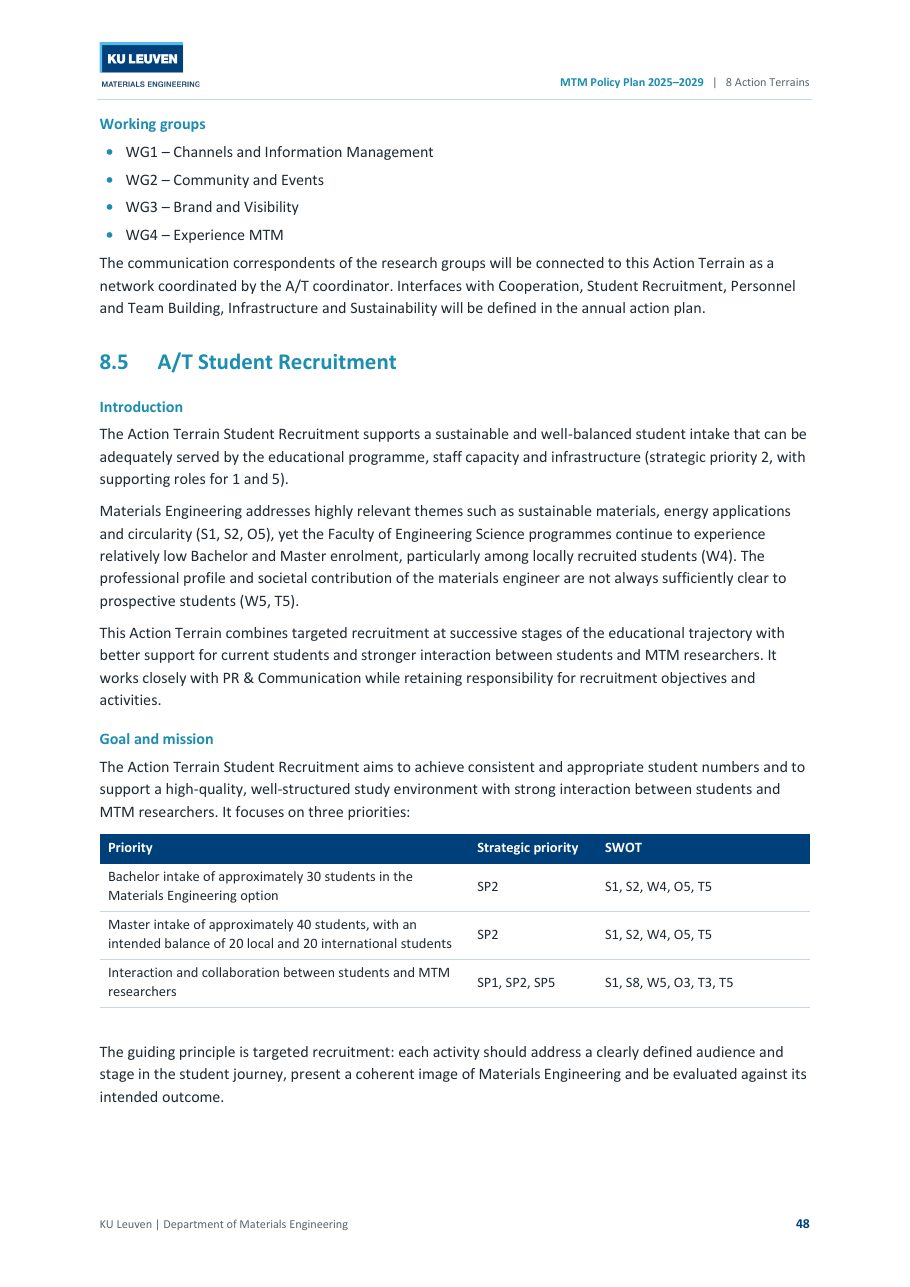 KU LEUVEN
MATERIALS ENGINEERING
MTM Policy Plan 2025–2029 | 8 Action Terrains
Working groups
• WG1 – Channels and Information Management
• WG2 – Community and Events
• WG3 – Brand and Visibility
• WG4 – Experience MTM
The communication correspondents of the research groups will be connected to this Action Terrain as a
network coordinated by the A/T coordinator. Interfaces with Cooperation, Student Recruitment, Personnel
and Team Building, Infrastructure and Sustainability will be defined in the annual action plan.
8.5 A/T Student Recruitment
Introduction
The Action Terrain Student Recruitment supports a sustainable and well-balanced student intake that can be
adequately served by the educational programme, staff capacity and infrastructure (strategic priority 2, with
supporting roles for 1 and 5).
Materials Engineering addresses highly relevant themes such as sustainable materials, energy applications
and circularity (S1, S2, O5), yet the Faculty of Engineering Science programmes continue to experience
relatively low Bachelor and Master enrolment, particularly among locally recruited students (W4). The
professional profile and societal contribution of the materials engineer are not always sufficiently clear to
prospective students (W5, T5).
This Action Terrain combines targeted recruitment at successive stages of the educational trajectory with
better support for current students and stronger interaction between students and MTM researchers. It
works closely with PR & Communication while retaining responsibility for recruitment objectives and
activities.
Goal and mission
The Action Terrain Student Recruitment aims to achieve consistent and appropriate student numbers and to
support a high-quality, well-structured study environment with strong interaction between students and
MTM researchers. It focuses on three priorities:
Priority Strategic priority SWOT
Bachelor intake of approximately 30 students in the
Materials Engineering option
SP2 S1, S2, W4, O5, T5
Master intake of approximately 40 students, with an
intended balance of 20 local and 20 international students
SP2 S1, S2, W4, O5, T5
Interaction and collaboration between students and MTM
researchers
SP1, SP2, SP5 S1, S8, W5, O3, T3, T5
The guiding principle is targeted recruitment: each activity should address a clearly defined audience and
stage in the student journey, present a coherent image of Materials Engineering and be evaluated against its
intended outcome.
KU Leuven | Department of Materials Engineering 48